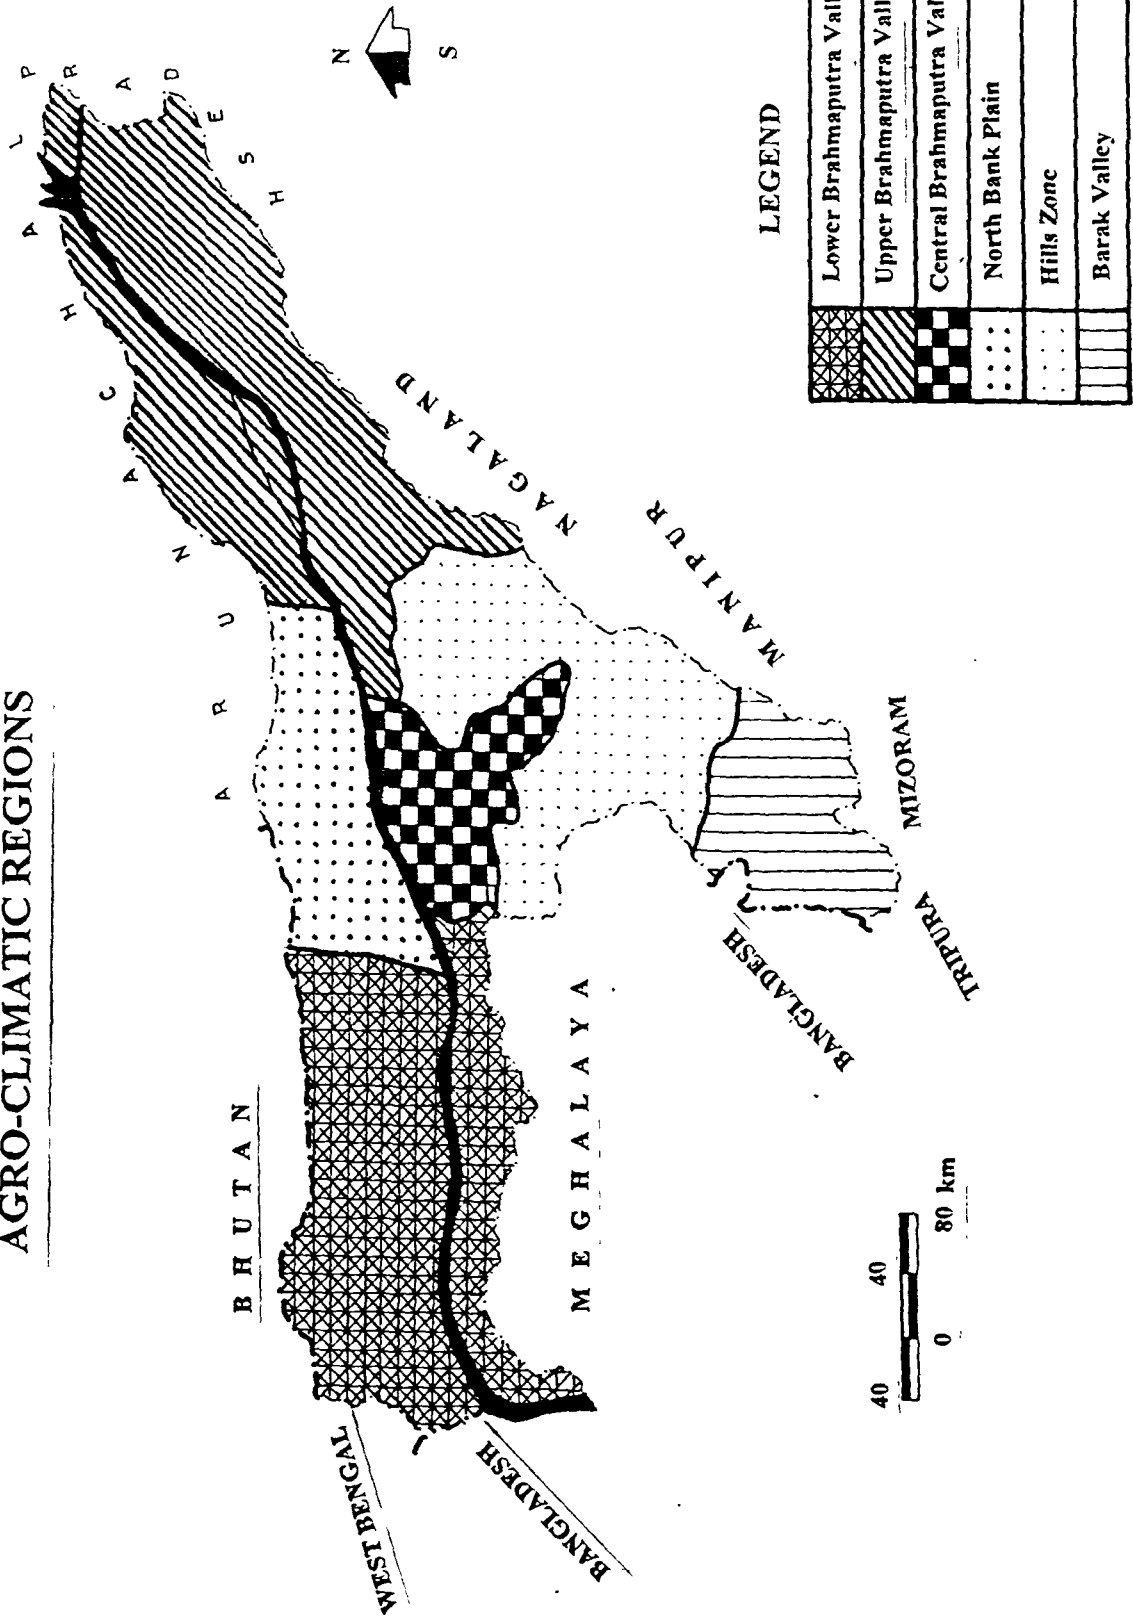 AGRO-CLIMATIC REGIONS
N
S
ARUNACHAL PRADESH
BHUTAN
WEST BENGAL
BANGLADESH
MEGHALAYA
NAGALAND
MANIPUR
MIZORAM
TRIPURA
BANGLADESH
40 0 40 80 km
LEGEND
Lower Brahmaputra Vall
Upper Brahmaputra Vall
Central Brahmaputra Val
North Bank Plain
Hills Zone
Barak Valley